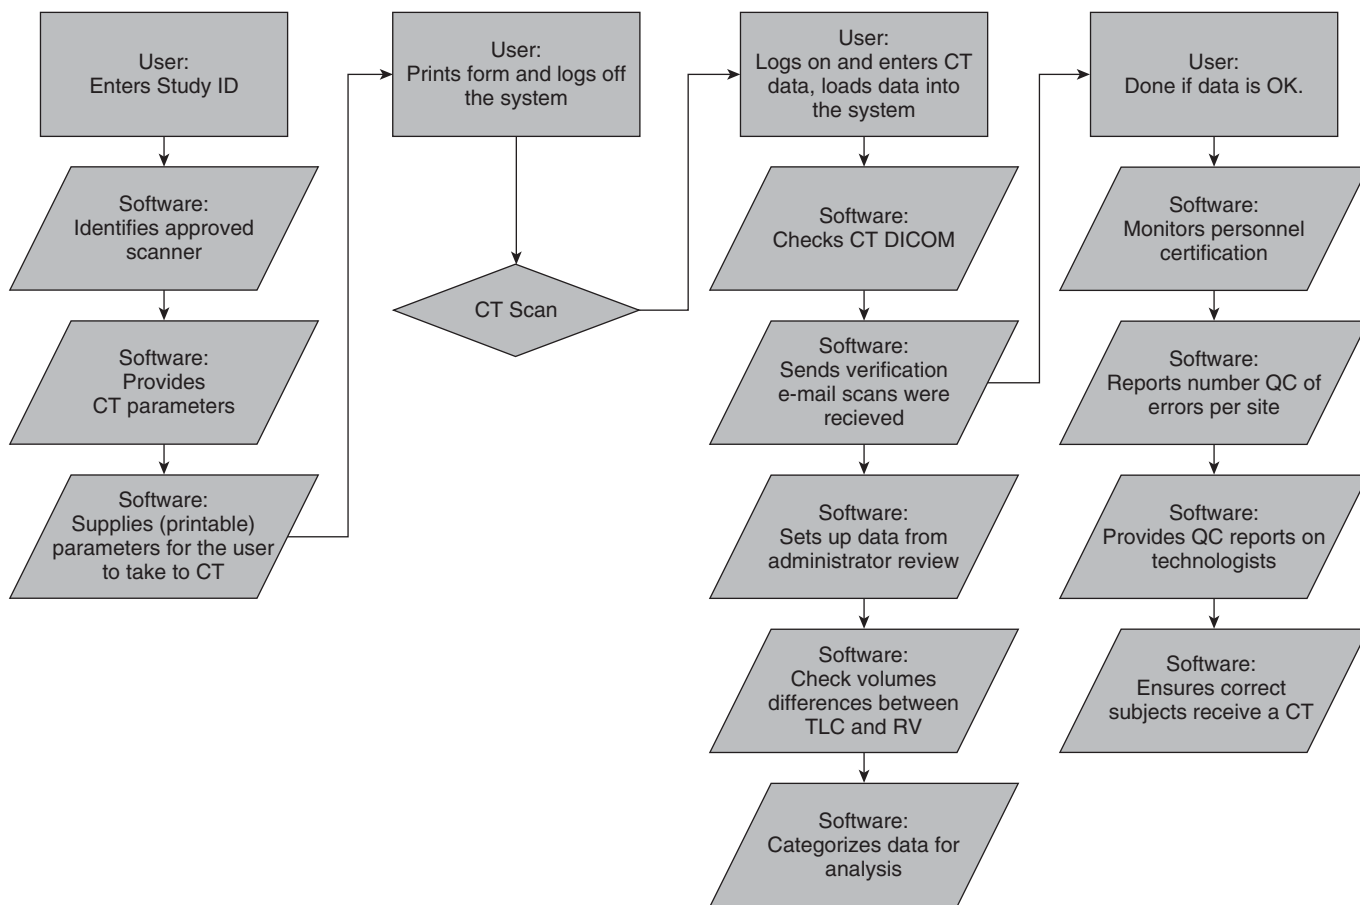 User:
Enters Study ID
Software:
Identifies approved
scanner
Software:
Provides
CT parameters
Software:
Supplies (printable)
parameters for the user
to take to CT
User:
Prints form and logs off
the system
CT Scan
User:
Logs on and enters CT
data, loads data into
the system
Software:
Checks CT DICOM
Software:
Sends verification
e-mail scans were
recieved
Software:
Sets up data from
administrator review
Software:
Check volumes
differences between
TLC and RV
Software:
Categorizes data for
analysis
User:
Done if data is OK.
Software:
Monitors personnel
certification
Software:
Reports number QC of
errors per site
Software:
Provides QC reports on
technologists
Software:
Ensures correct
subjects receive a CT